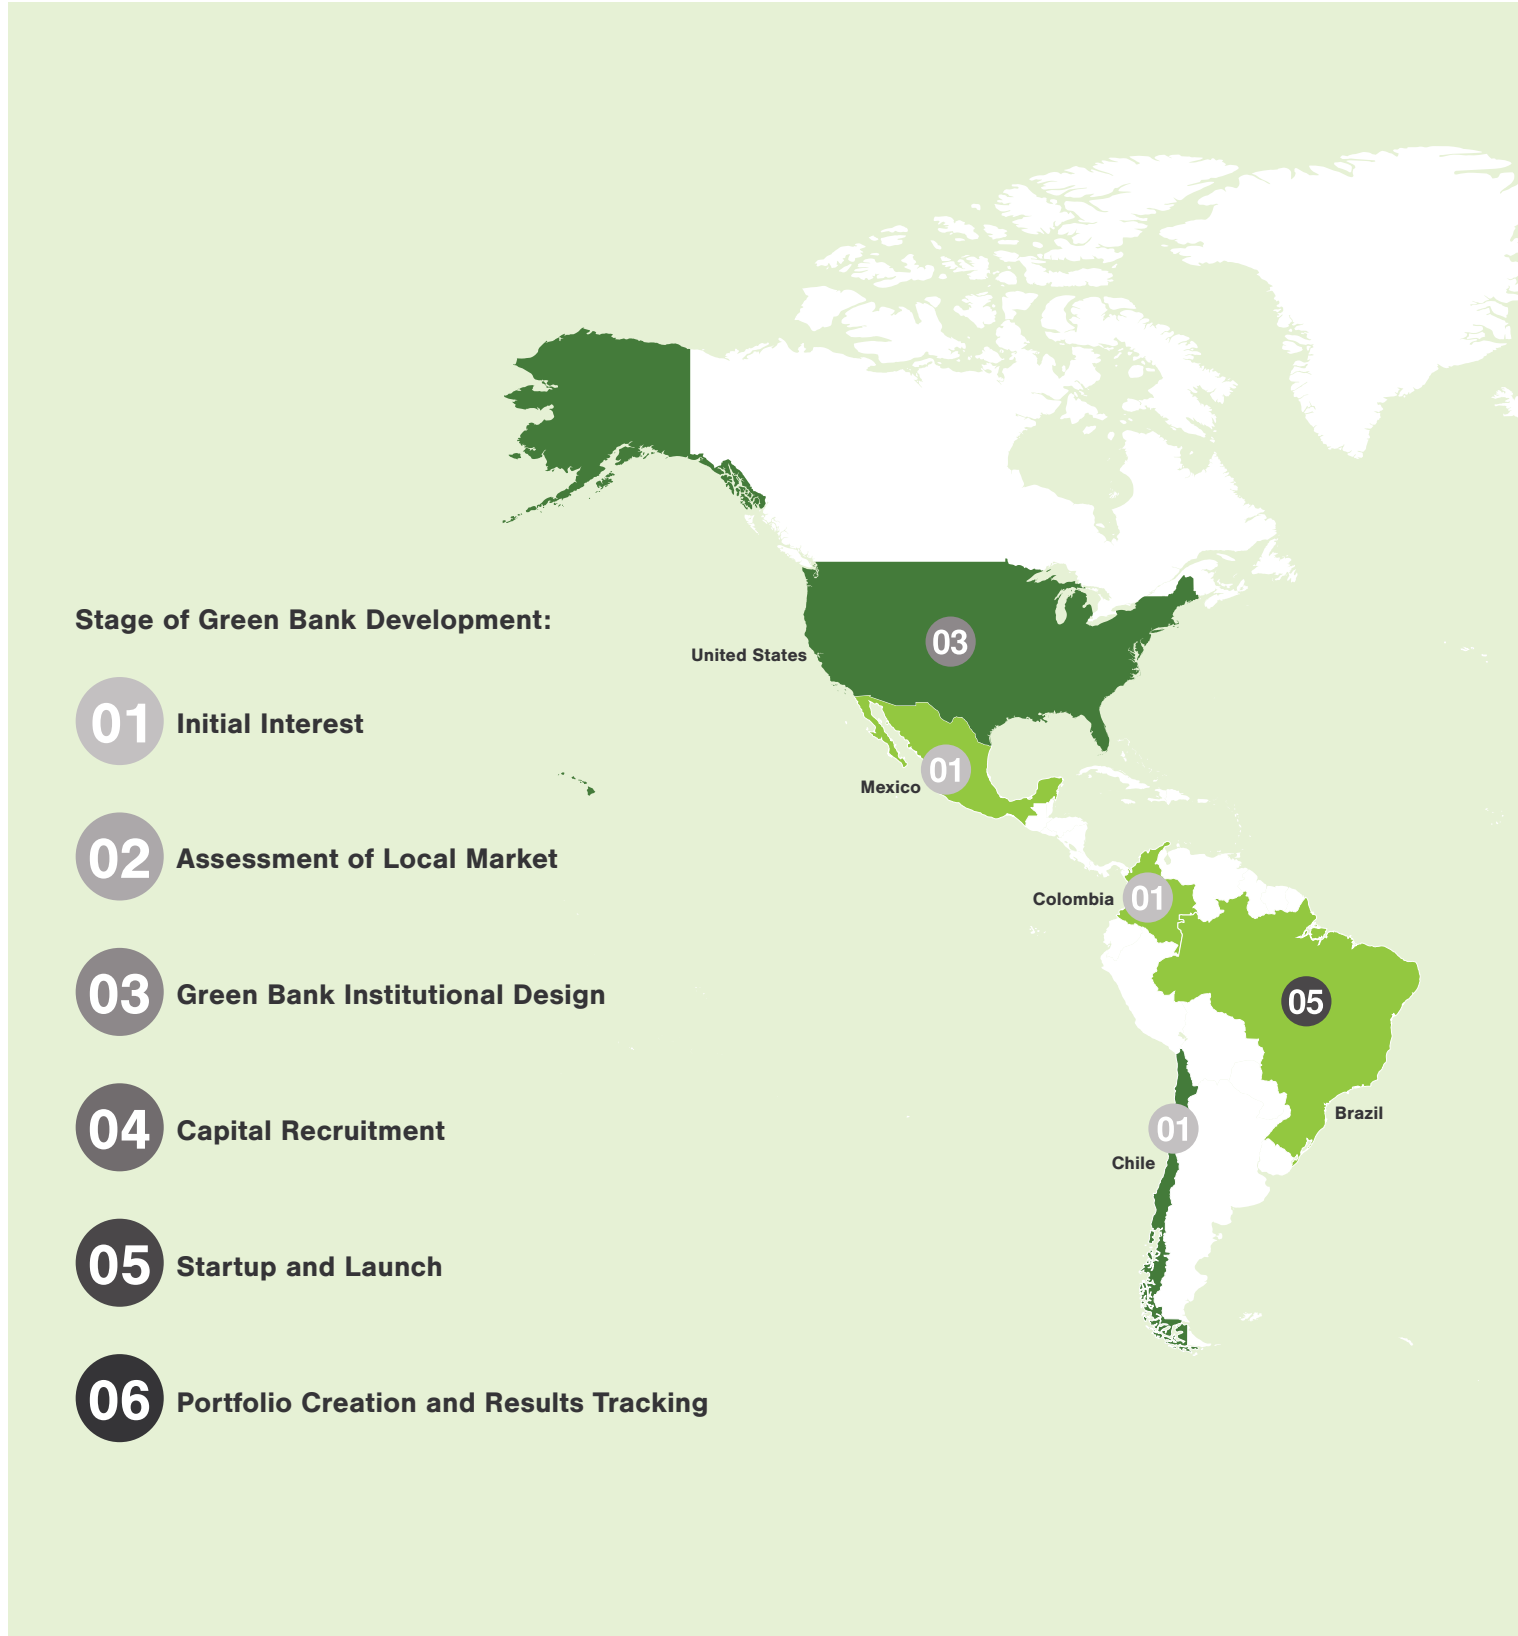 Stage of Green Bank Development:
01 Initial Interest
02 Assessment of Local Market
03 Green Bank Institutional Design
04 Capital Recruitment
05 Startup and Launch
06 Portfolio Creation and Results Tracking
03
United States
01
Mexico
01
Colombia
05
Brazil
01
Chile